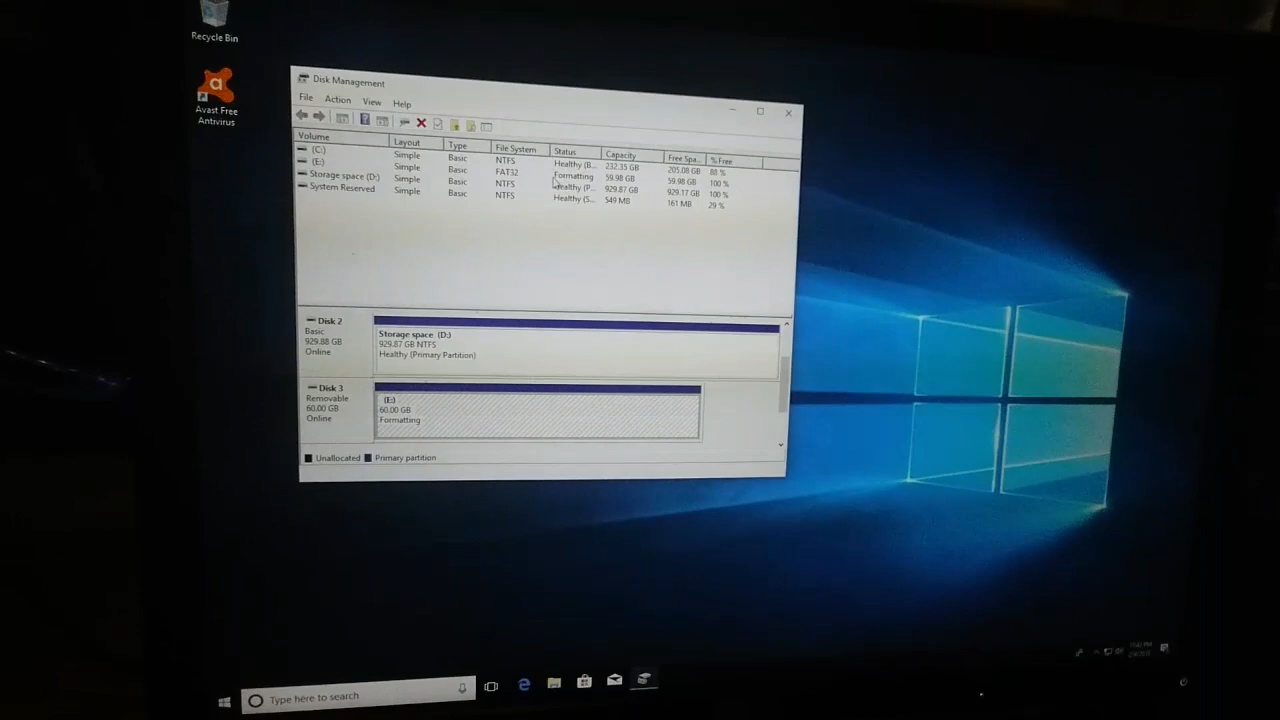 Recycle Bin
Avast Free
Antivirus
Disk Management
File Action View Help
Volume Layout Type File System Status Capacity Free Spa... % Free
(C:) Simple Basic NTFS Healthy (B... 232.35 GB 205.08 GB 88 %
(E:) Simple Basic FAT32 Formatting 59.98 GB 59.98 GB 100 %
Storage space (D:) Simple Basic NTFS Healthy (P... 929.87 GB 929.17 GB 100 %
System Reserved Simple Basic NTFS Healthy (S... 549 MB 161 MB 29 %
Disk 2
Basic
929.88 GB
Online
Storage space (D:)
929.87 GB NTFS
Healthy (Primary Partition)
Disk 3
Removable
60.00 GB
Online
(E:)
60.00 GB
Formatting
Unallocated Primary partition
Type here to search